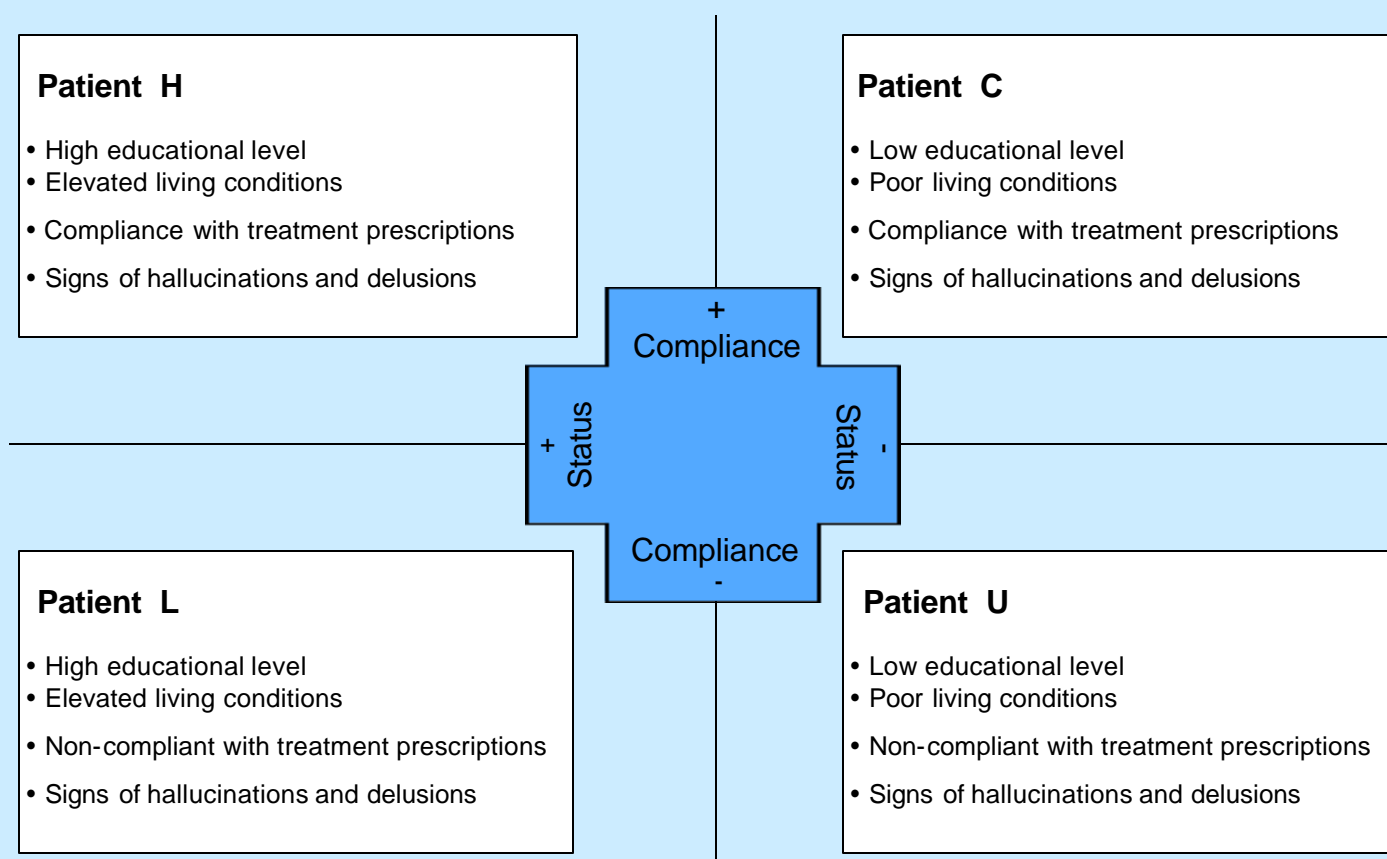 Patient H
• High educational level
• Elevated living conditions
• Compliance with treatment prescriptions
• Signs of hallucinations and delusions
Patient C
• Low educational level
• Poor living conditions
• Compliance with treatment prescriptions
• Signs of hallucinations and delusions
+
Compliance
+
Status
Status
-
Compliance
-
Patient L
• High educational level
• Elevated living conditions
• Non-compliant with treatment prescriptions
• Signs of hallucinations and delusions
Patient U
• Low educational level
• Poor living conditions
• Non-compliant with treatment prescriptions
• Signs of hallucinations and delusions